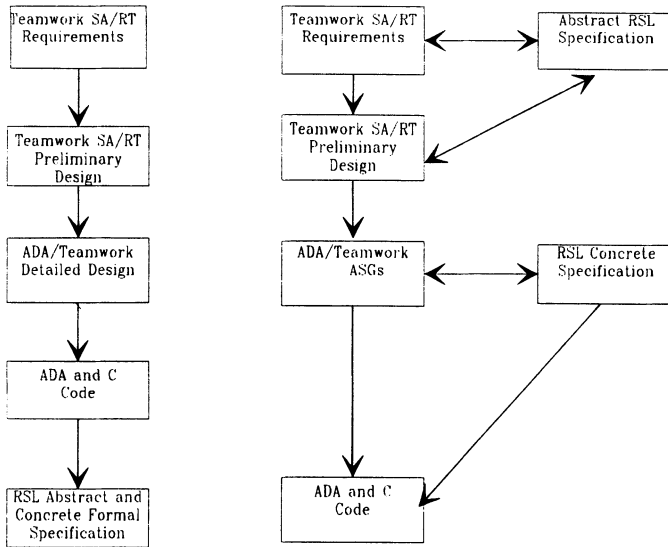 Teamwork SA/RT
Requirements
Teamwork SA/RT
Preliminary
Design
ADA/Teamwork
Detailed Design
ADA and C
Code
RSL Abstract and
Concrete Formal
Specification
Teamwork SA/RT
Requirements
Abstract RSL
Specification
Teamwork SA/RT
Preliminary
Design
ADA/Teamwork
ASGs
RSL Concrete
Specification
ADA and C
Code